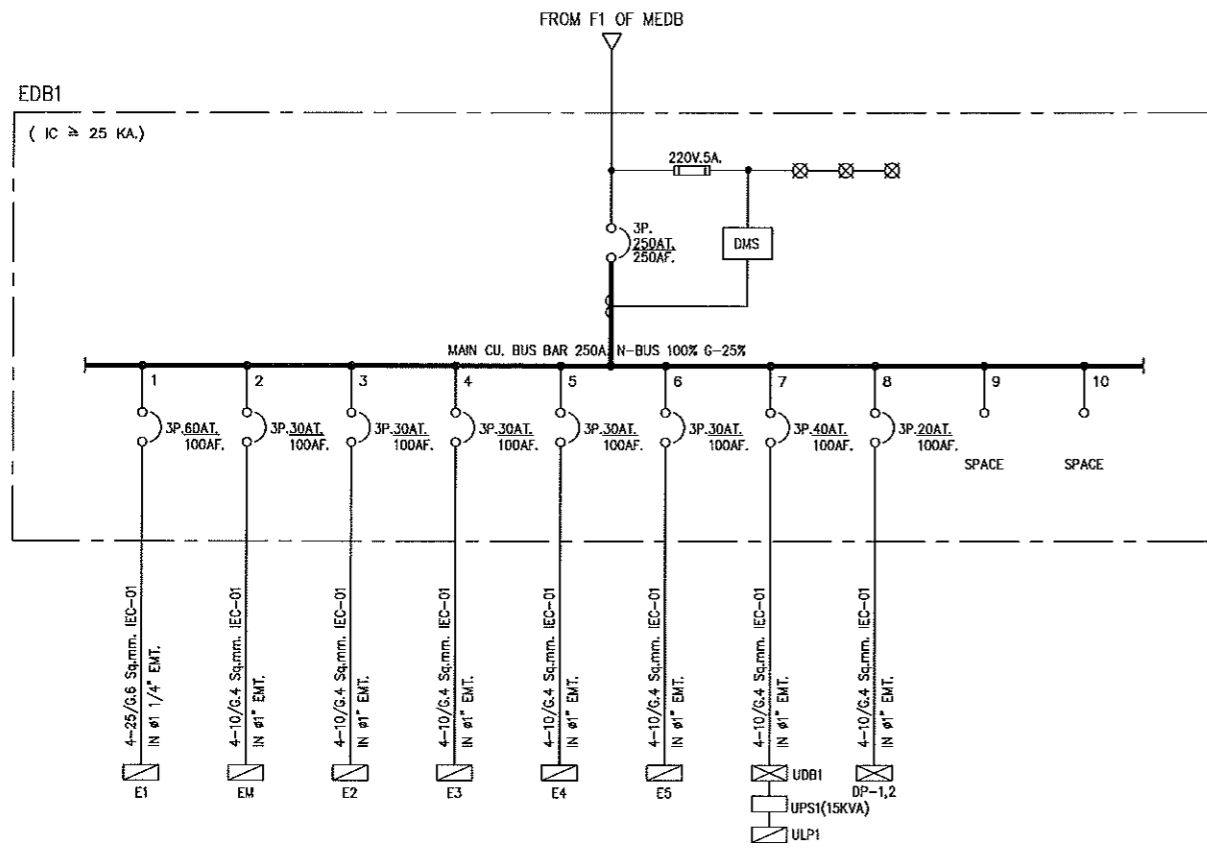 FROM F1 OF MEDB
EDB1
( IC ≥ 25 KA.)
220V.5A.
3P.
250AT.
250AF.
DMS
MAIN CU. BUS BAR 250A. N-BUS 100% G-25%
1
2
3
4
5
6
7
8
9
10
3P.60AT.
100AF.
3P.30AT.
100AF.
3P.30AT.
100AF.
3P.30AT.
100AF.
3P.30AT.
100AF.
3P.30AT.
100AF.
3P.40AT.
100AF.
3P.20AT.
100AF.
SPACE
SPACE
4-25/G.6 Sq.mm. IEC-01
IN ø1 1/4" EMT.
4-10/G.4 Sq.mm. IEC-01
IN ø1" EMT.
4-10/G.4 Sq.mm. IEC-01
IN ø1" EMT.
4-10/G.4 Sq.mm. IEC-01
IN ø1" EMT.
4-10/G.4 Sq.mm. IEC-01
IN ø1" EMT.
4-10/G.4 Sq.mm. IEC-01
IN ø1" EMT.
4-10/G.4 Sq.mm. IEC-01
IN ø1" EMT.
4-10/G.4 Sq.mm. IEC-01
IN ø1" EMT.
E1
EM
E2
E3
E4
E5
UDB1
DP-1,2
UPS1(15KVA)
ULP1